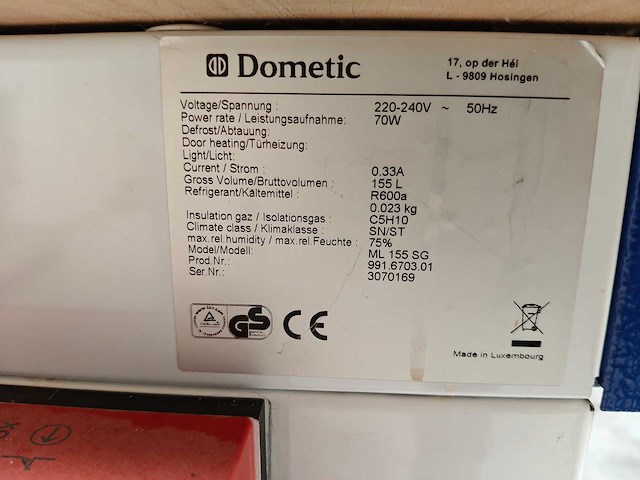 Dometic
17, op der Héi
L - 9809 Hosingen
Voltage/Spannung : 220-240V ~ 50Hz
Power rate / Leistungsaufnahme: 70W
Defrost/Abtauung:
Door heating/Türheizung:
Light/Licht:
Current / Strom : 0.33A
Gross Volume/Bruttovolumen : 155 L
Refrigerant/Kältemittel : R600a
0.023 kg
Insulation gaz / Isolationsgas : C5H10
Climate class / Klimaklasse : SN/ST
max.rel.humidity / max.rel.Feuchte : 75%
Model/Modell: ML 155 SG
Prod.Nr.: 991.6703.01
Ser.Nr.: 3070169
GS CE
Made in Luxembourg